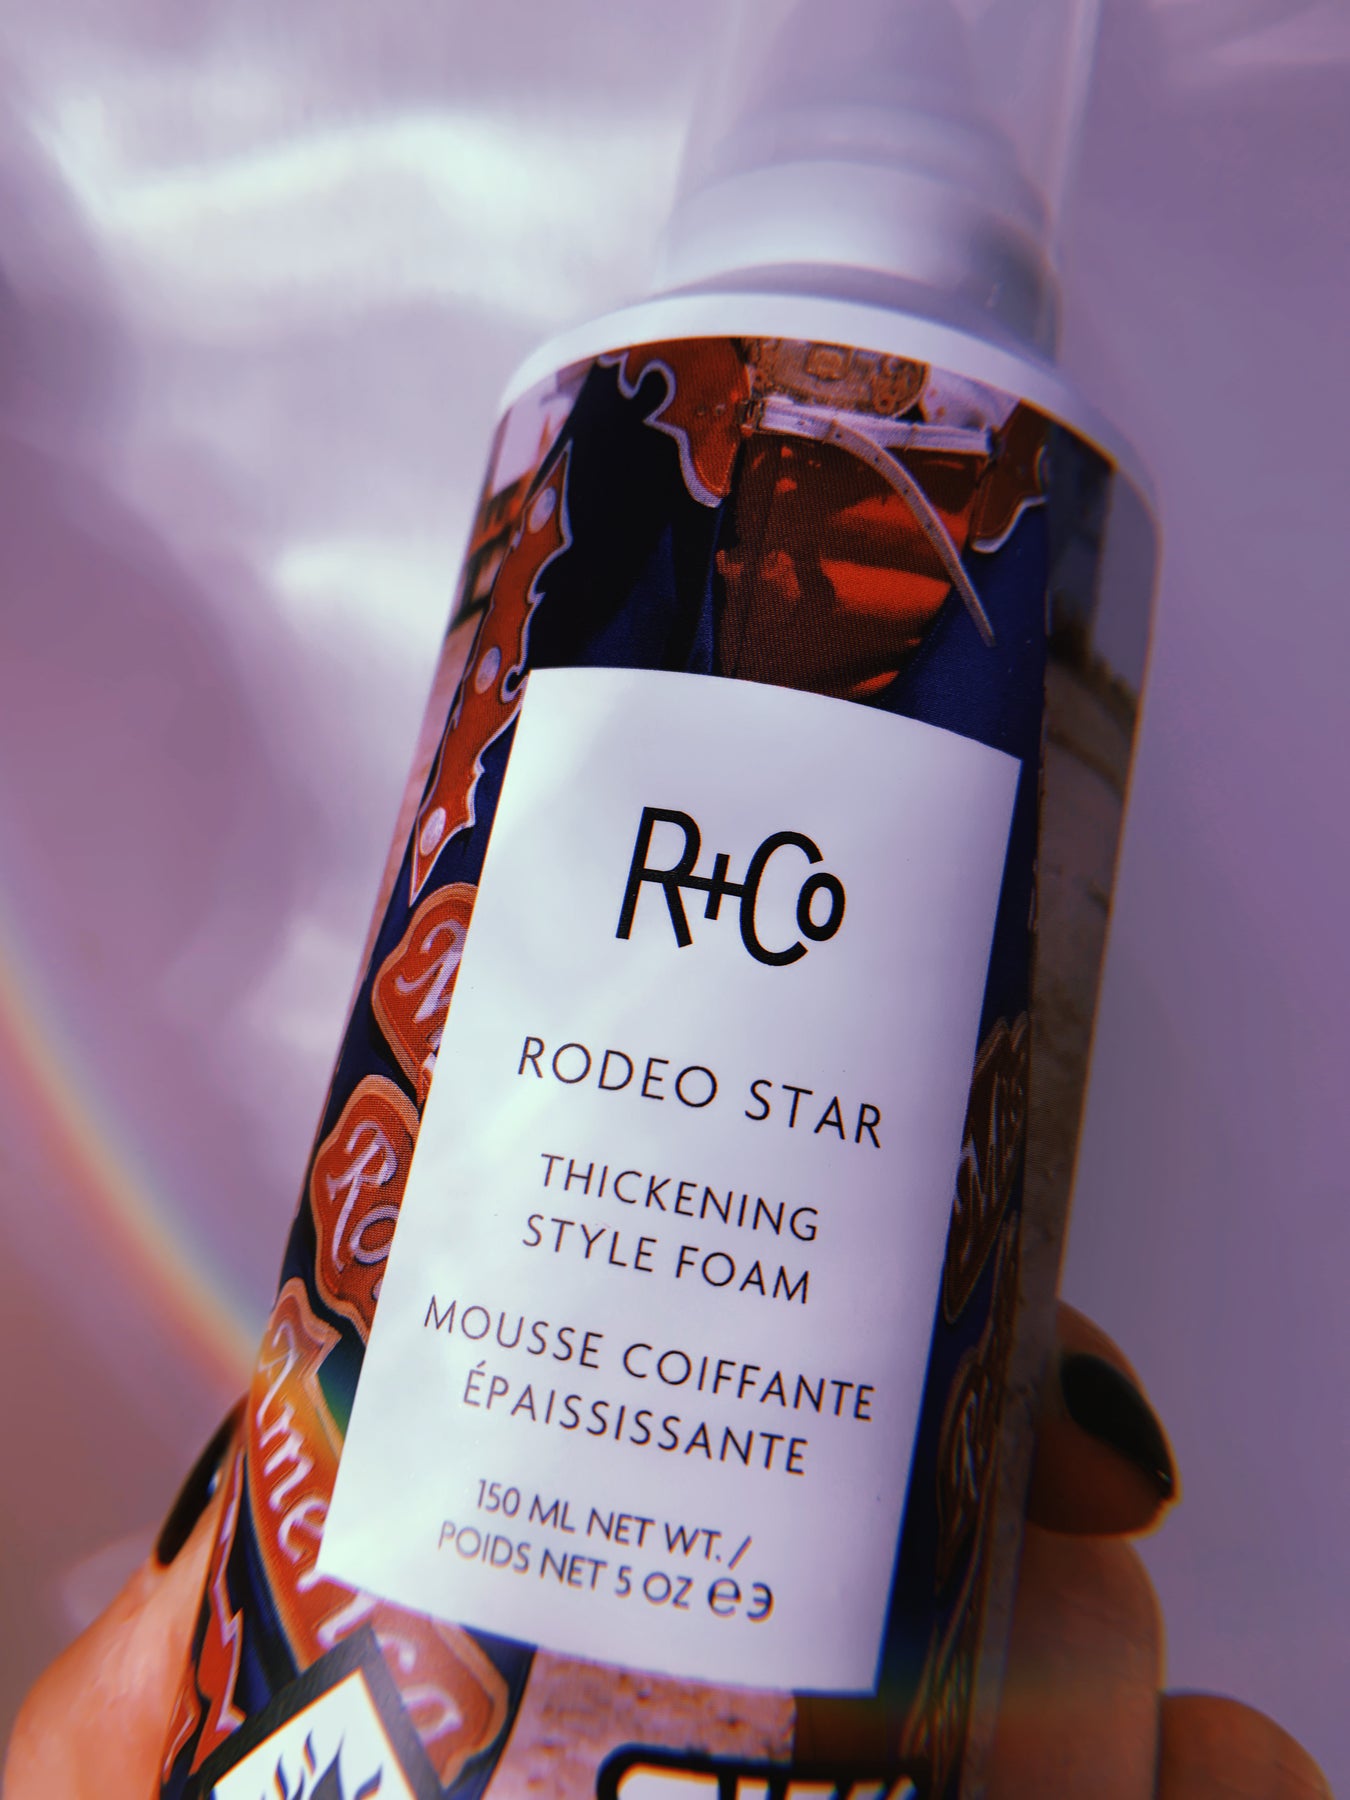 R+Co
RODEO STAR
THICKENING
STYLE FOAM
MOUSSE COIFFANTE
ÉPAISSISSANTE
150 ML NET WT. /
POIDS NET 5 OZ ℮϶